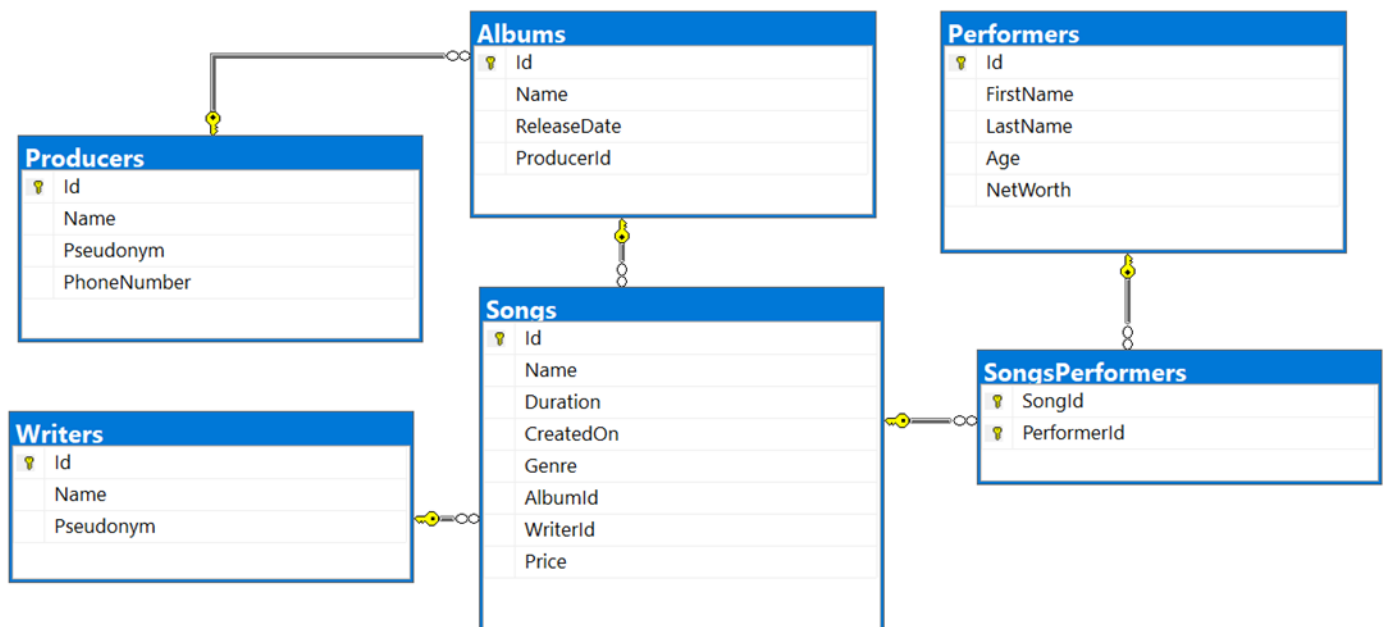 Albums
Id
Name
ReleaseDate
ProducerId
Performers
Id
FirstName
LastName
Age
NetWorth
Producers
Id
Name
Pseudonym
PhoneNumber
Songs
Id
Name
Duration
CreatedOn
Genre
AlbumId
WriterId
Price
SongsPerformers
SongId
PerformerId
Writers
Id
Name
Pseudonym